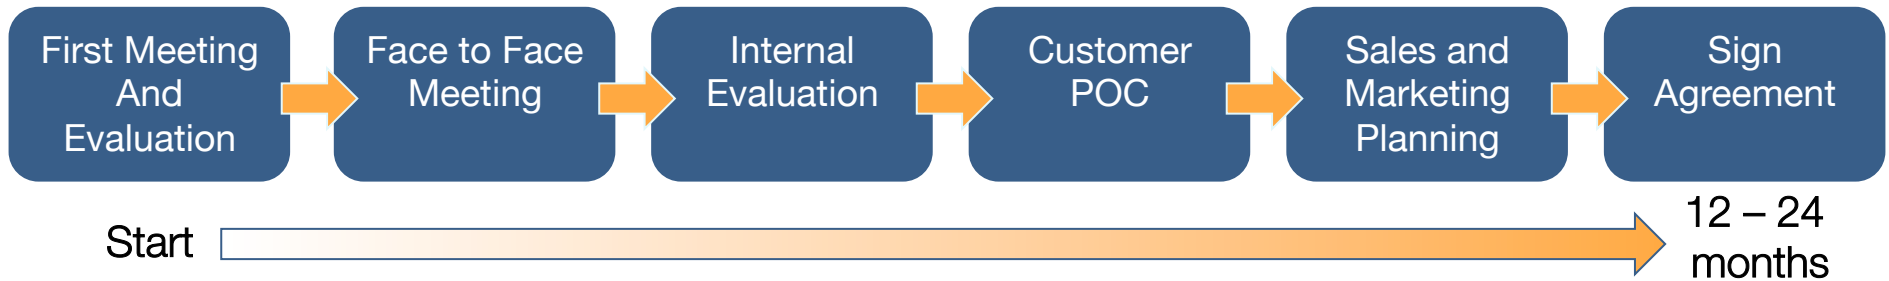 First Meeting
And
Evaluation
Face to Face
Meeting
Internal
Evaluation
Customer
POC
Sales and
Marketing
Planning
Sign
Agreement
Start
12 – 24
months